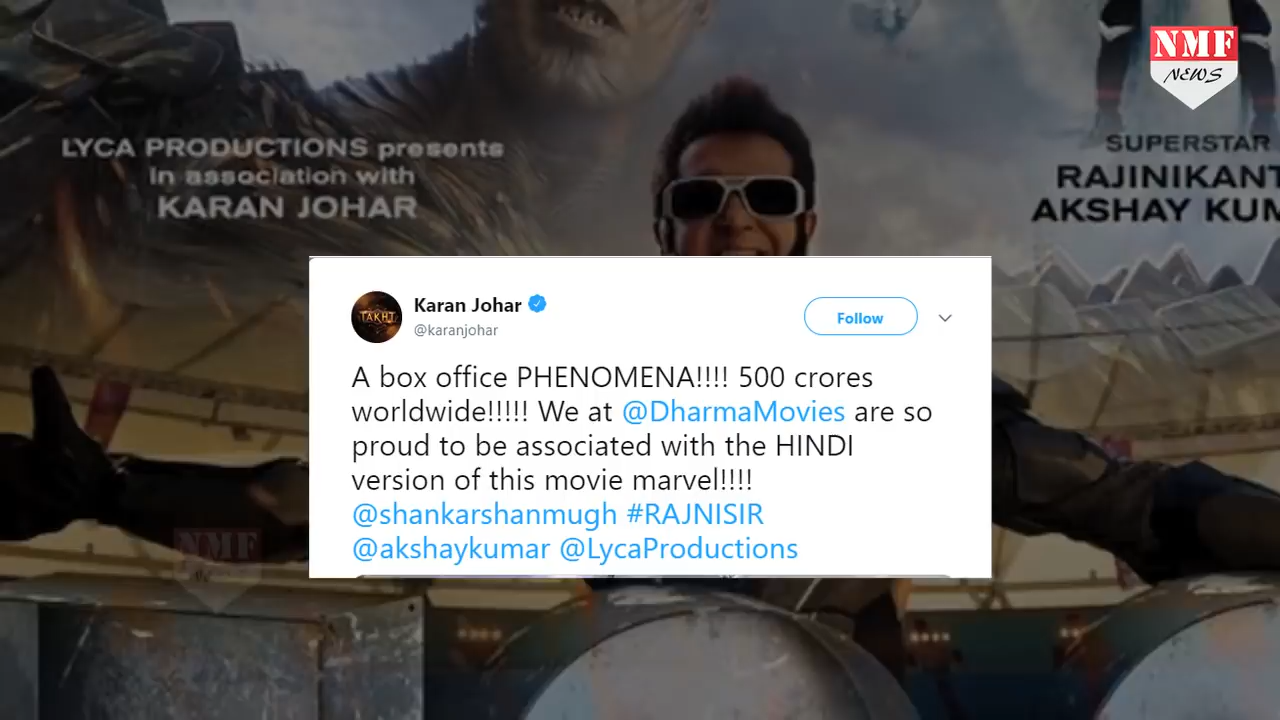 NMF
NEWS
LYCA PRODUCTIONS presents
In association with
KARAN JOHAR
SUPERSTAR
RAJINIKANT
AKSHAY KUM
Karan Johar
@karanjohar
TAKHT
Follow
A box office PHENOMENA!!!! 500 crores
worldwide!!!!! We at @DharmaMovies are so
proud to be associated with the HINDI
version of this movie marvel!!!!
@shankarshanmugh #RAJNISIR
@akshaykumar @LycaProductions
NMF